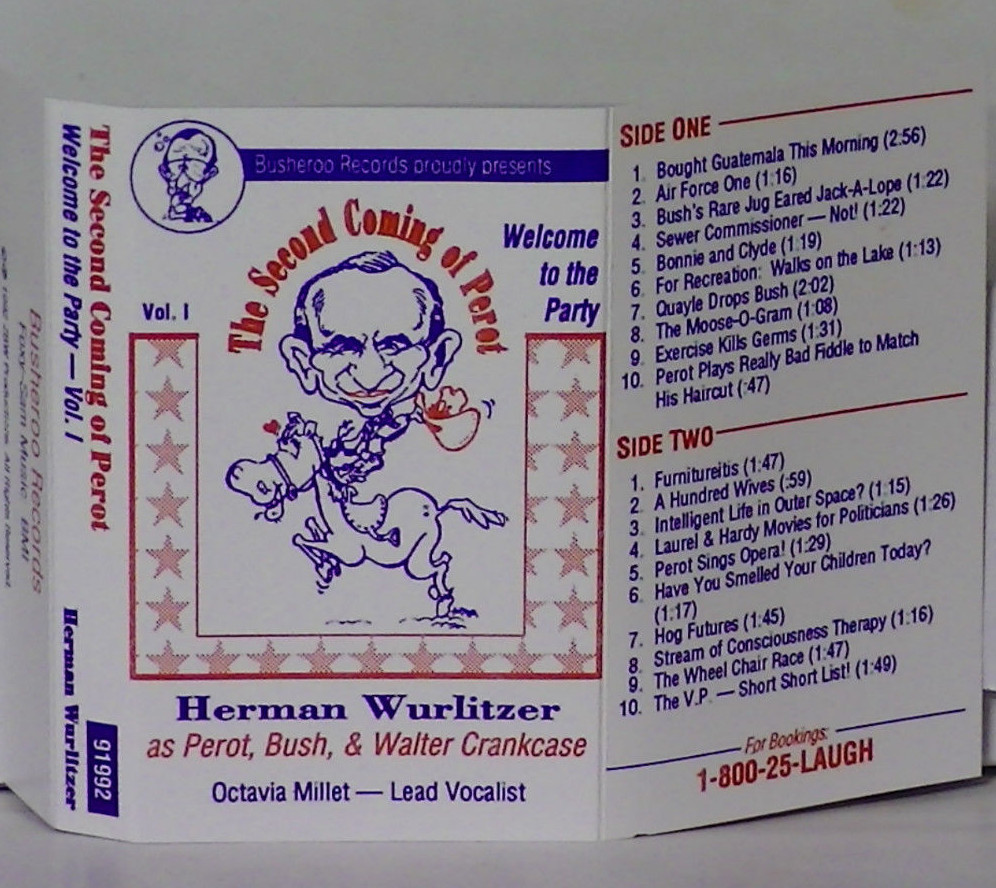 Busheroo Records
Foxy-Sam Music BMI
All Rights Reserved
The Second Coming of Perot
Welcome to the Party — Vol. I
Herman Wurlitzer
91992
Busheroo Records proudly presents
The Second Coming of Perot
Welcome
to the
Party
Vol. I
Herman Wurlitzer
as Perot, Bush, & Walter Crankcase
Octavia Millet — Lead Vocalist
SIDE ONE
1. Bought Guatemala This Morning (2:56)
2. Air Force One (1:16)
3. Bush's Rare Jug Eared Jack-A-Lope (1:22)
4. Sewer Commissioner — Not! (1:22)
5. Bonnie and Clyde (1:19)
6. For Recreation: Walks on the Lake (1:13)
7. Quayle Drops Bush (2:02)
8. The Moose-O-Gram (1:08)
9. Exercise Kills Germs (1:31)
10. Perot Plays Really Bad Fiddle to Match
His Haircut (:47)
SIDE TWO
1. Furnitureitis (1:47)
2. A Hundred Wives (:59)
3. Intelligent Life in Outer Space? (1:15)
4. Laurel & Hardy Movies for Politicians (1:26)
5. Perot Sings Opera! (1:29)
6. Have You Smelled Your Children Today?
(1:17)
7. Hog Futures (1:45)
8. Stream of Consciousness Therapy (1:16)
9. The Wheel Chair Race (1:47)
10. The V.P. — Short Short List! (1:49)
For Bookings:
1-800-25-LAUGH